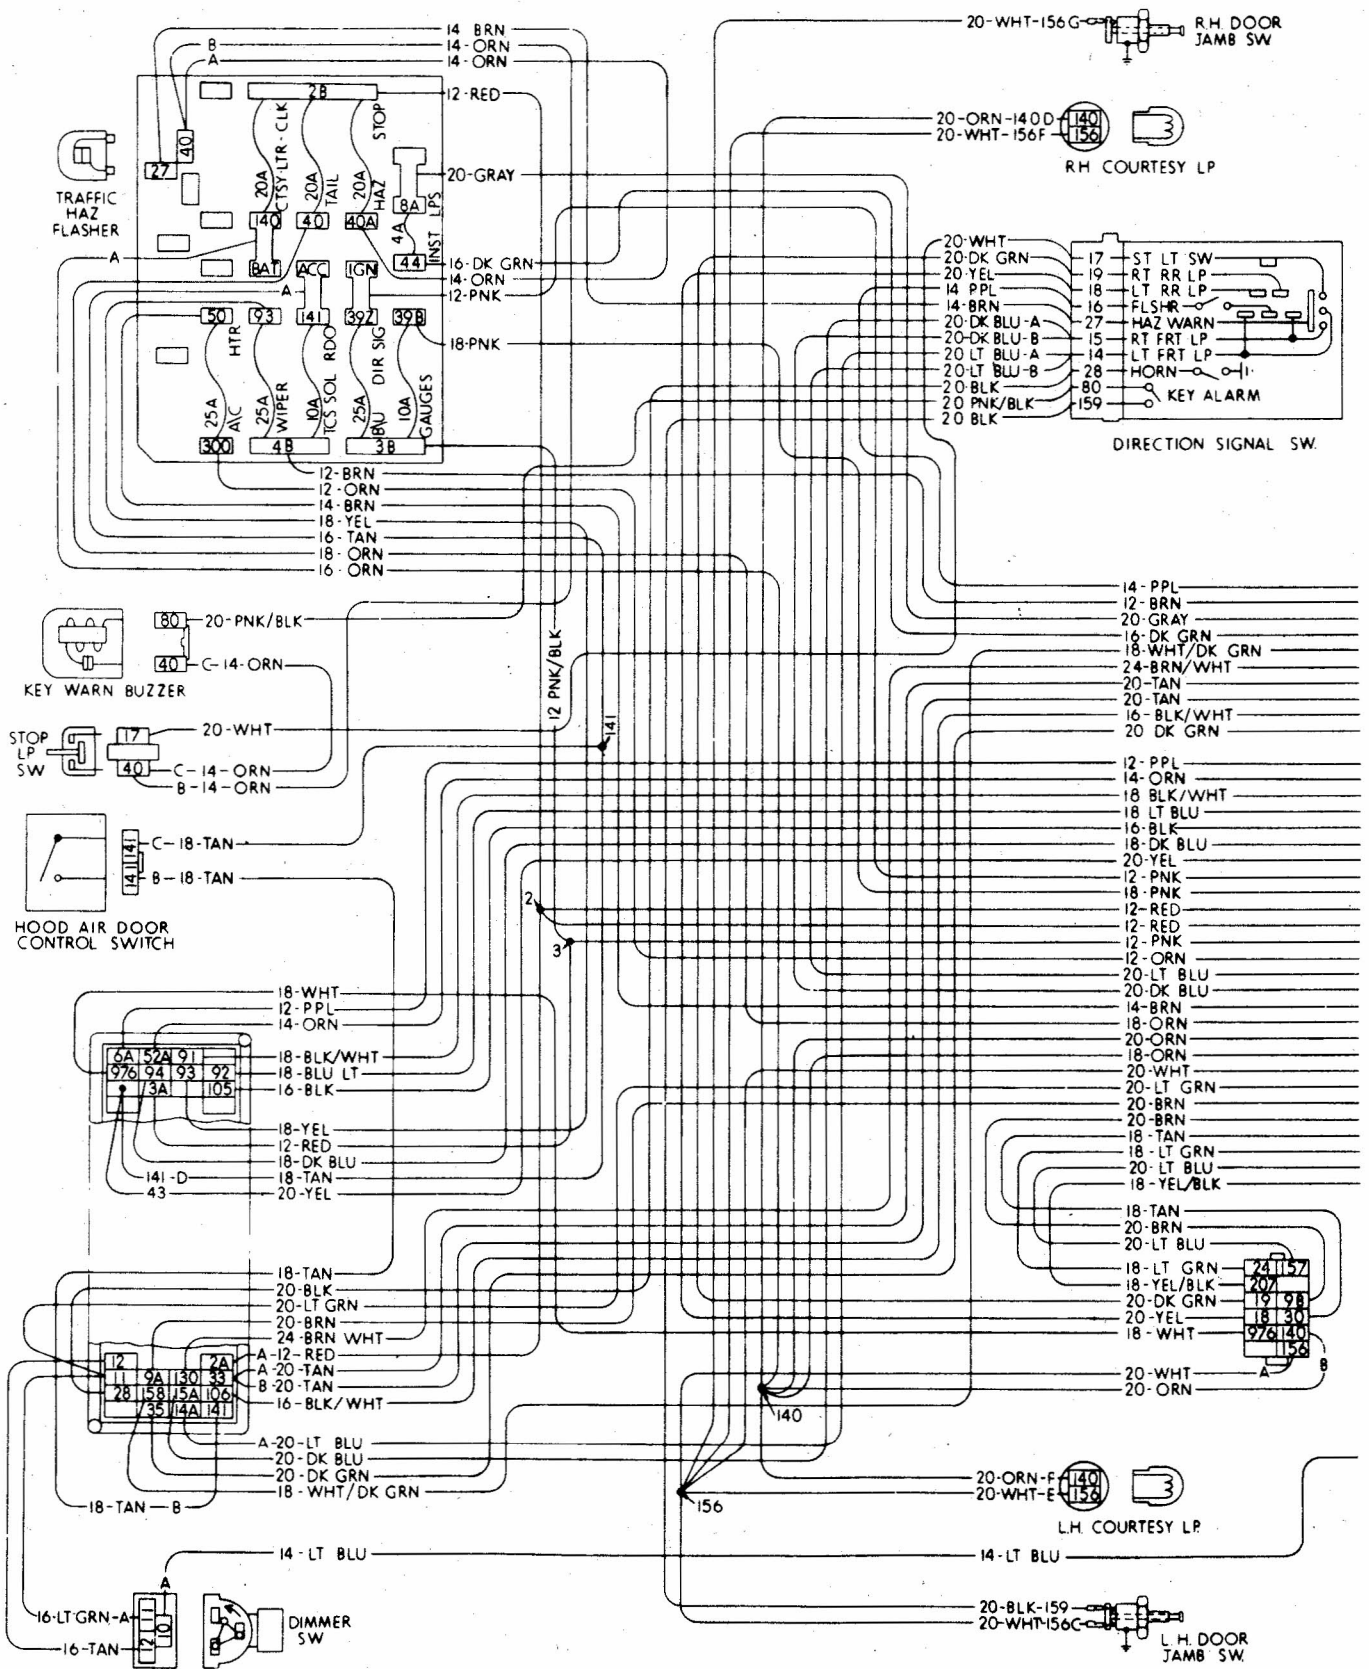 14 BRN
B 14-ORN
A 14-ORN
20-WHT-156G
R.H. DOOR
JAMB SW
2B
12-RED
CTSY-LTR-CLK
STOP
20A
20A TAIL
20A HAZ
40
27
TRAFFIC
HAZ
FLASHER
20-GRAY
8A
INST LPS
4A
44
140
40
40A
20-ORN-140D 140
20-WHT-156F 156
RH COURTESY LP
A
BAT
ACC
IGN
A
16-DK GRN
14-ORN
12-PNK
50
93
141
39Z
39B
18-PNK
HTR
A/C
25A
WIPER
25A
TCS SOL RDO
10A
B/U DIR SIG
25A
GAUGES
10A
300
4B
3B
20-WHT 17 ST LT SW
20-DK GRN 19 RT RR LP
20-YEL 18 LT RR LP
14 PPL 16 FLSHR
14-BRN 27 HAZ WARN
20-DK BLU-A 15 RT FRT LP
20-DK BLU-B 14 LT FRT LP
20 LT BLU-A 28 HORN
20-LT BLU-B 80 KEY ALARM
20 BLK 159
20 PNK/BLK
20 BLK
DIRECTION SIGNAL SW.
12-BRN
12-ORN
14-BRN
18-YEL
16-TAN
18-ORN
16-ORN
80 20-PNK/BLK
40 C-14-ORN
KEY WARN BUZZER
12 PNK/BLK
STOP
LP
SW
17 20-WHT
40 C-14-ORN
B-14-ORN
141
141 C-18-TAN
141 B-18-TAN
HOOD AIR DOOR
CONTROL SWITCH
2
3
14-PPL
12-BRN
20-GRAY
16-DK GRN
18-WHT/DK GRN
24-BRN/WHT
20-TAN
20-TAN
16-BLK/WHT
20 DK GRN
12-PPL
14-ORN
18 BLK/WHT
18 LT BLU
16-BLK
18-DK BLU
20-YEL
12-PNK
18-PNK
12-RED
12-RED
12-PNK
12-ORN
20-LT BLU
20-DK BLU
14-BRN
18-ORN
20-ORN
18-ORN
20-WHT
20-LT GRN
20-BRN
20-BRN
18-TAN
18-LT GRN
20-LT BLU
18-YEL/BLK
18-WHT
12-PPL
14-ORN
6A 52A 91 18-BLK/WHT
976 94 93 92 18-BLU LT
3A 105 16-BLK
18-YEL
12-RED
18-DK BLU
141-D 18-TAN
43 20-YEL
18-TAN
20-BRN
20-LT BLU
18-LT GRN 24 157
18-YEL/BLK 207
20-DK GRN 19 9B
20-YEL 18 30
18-WHT 976 140
156
B
20-WHT A
20-ORN
18-TAN
20-BLK
20-LT GRN
20-BRN
24-BRN WHT
A-12-RED
A-20-TAN
B-20-TAN
16-BLK/WHT
12 2A
11 9A 130 33
28 158 15A 106
35 14A 141
A-20-LT BLU
20-DK BLU
20-DK GRN
18-WHT/DK GRN
18-TAN-B
140
156
20-ORN-F 140
20-WHT-E 156
L.H. COURTESY LP.
14-LT BLU
14-LT BLU
A
16-LT GRN-A 11
10
16-TAN 12
DIMMER
SW
20-BLK-159
20-WHT-156C
L.H. DOOR
JAMB SW.